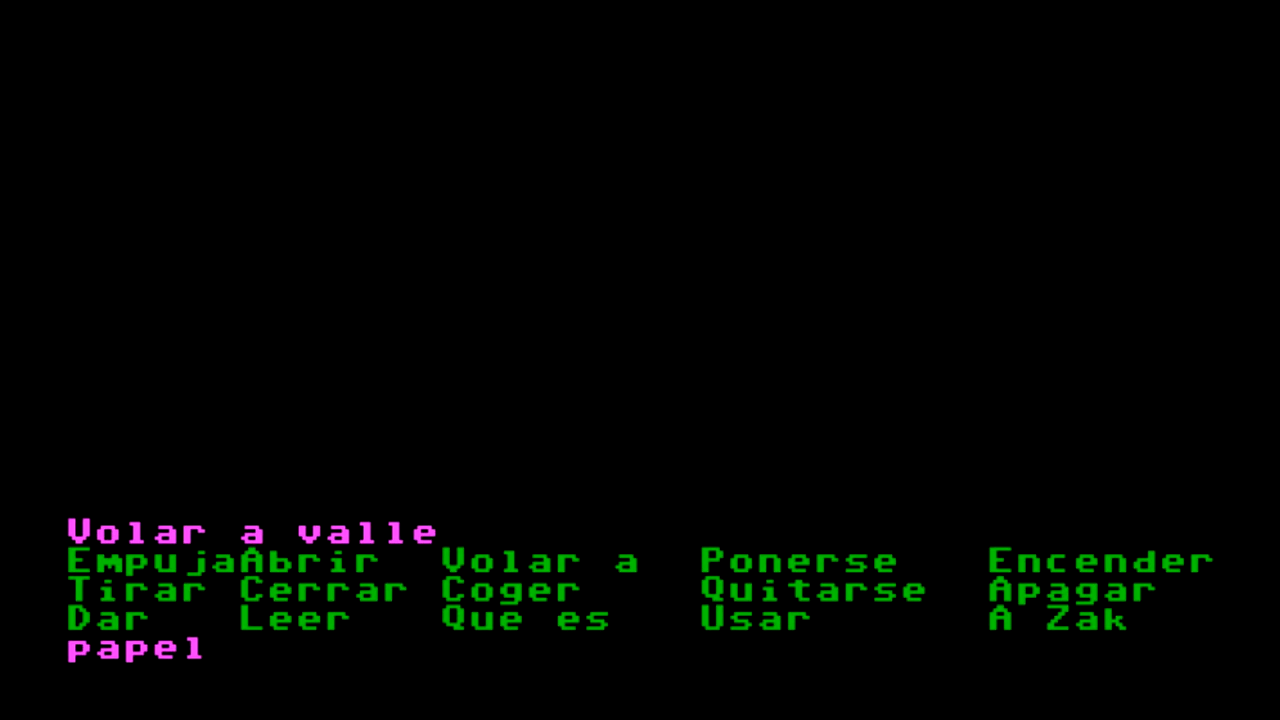 Volar a valle
EmpujaAbrir Volar a Ponerse Encender
Tirar Cerrar Coger Quitarse Apagar
Dar Leer Que es Usar A Zak
papel